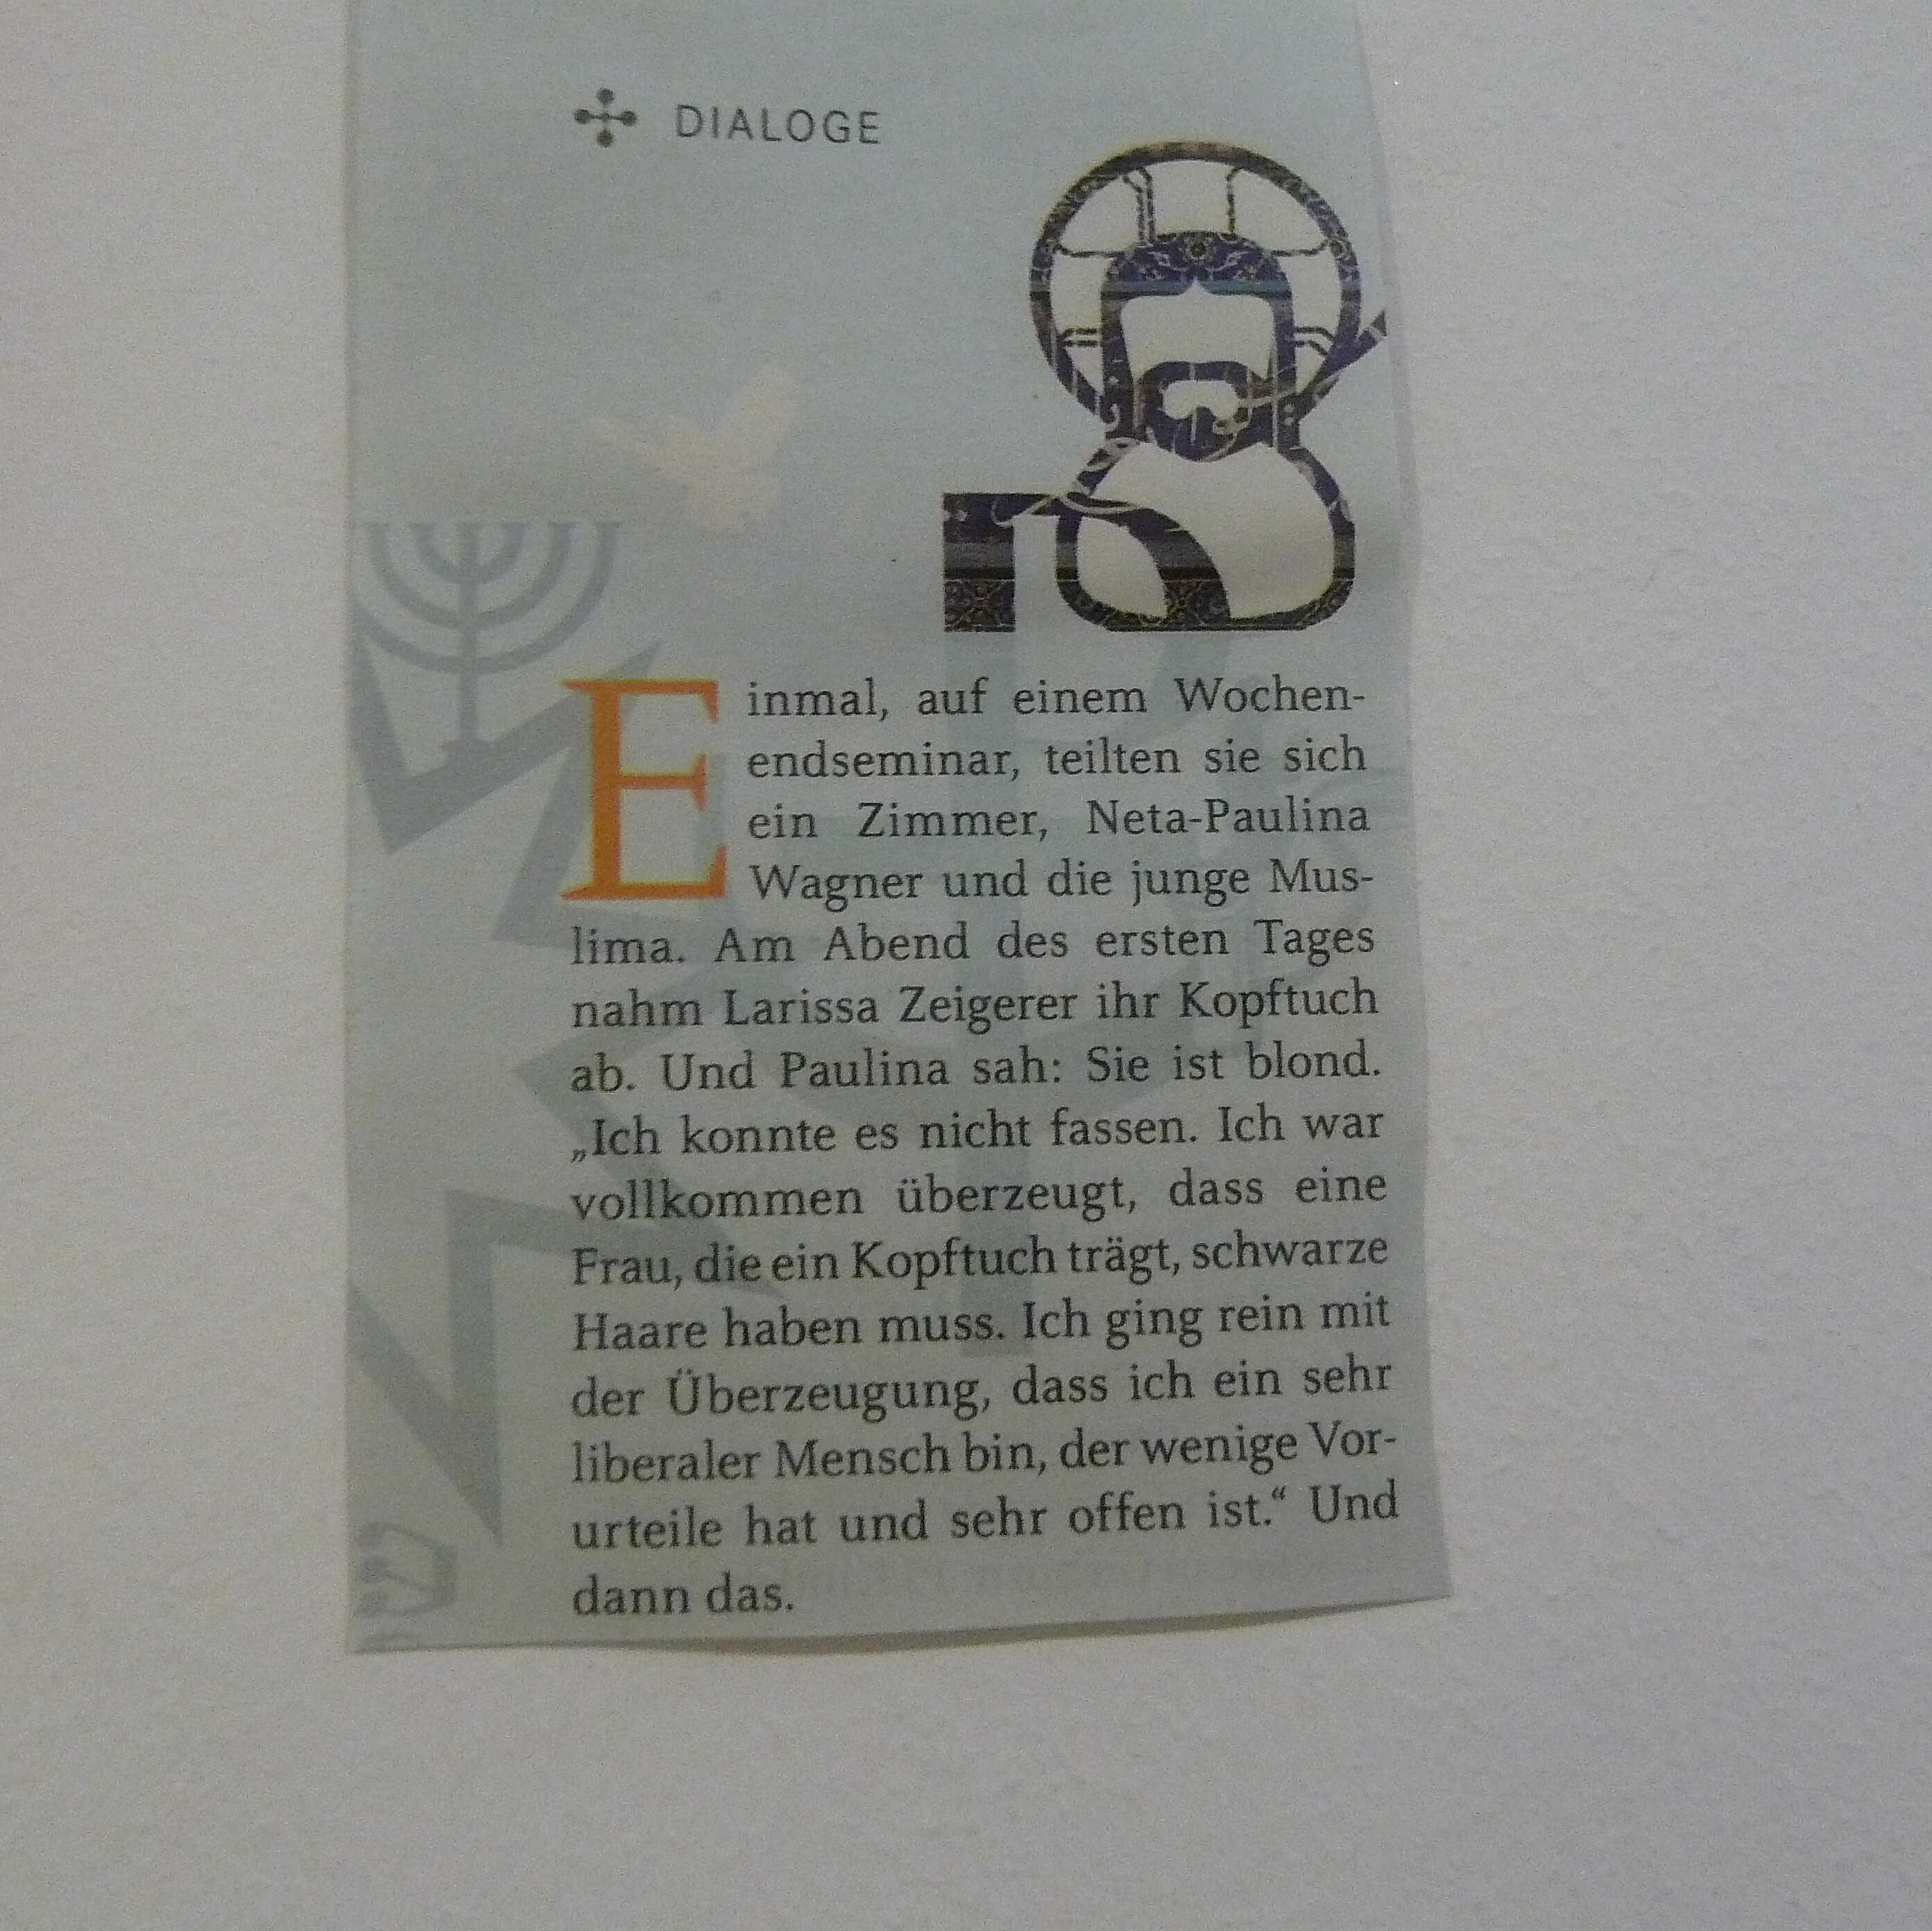 DIALOGE
Einmal, auf einem Wochen-
endseminar, teilten sie sich
ein Zimmer, Neta-Paulina
Wagner und die junge Mus-
lima. Am Abend des ersten Tages
nahm Larissa Zeigerer ihr Kopftuch
ab. Und Paulina sah: Sie ist blond.
„Ich konnte es nicht fassen. Ich war
vollkommen überzeugt, dass eine
Frau, die ein Kopftuch trägt, schwarze
Haare haben muss. Ich ging rein mit
der Überzeugung, dass ich ein sehr
liberaler Mensch bin, der wenige Vor-
urteile hat und sehr offen ist.“ Und
dann das.